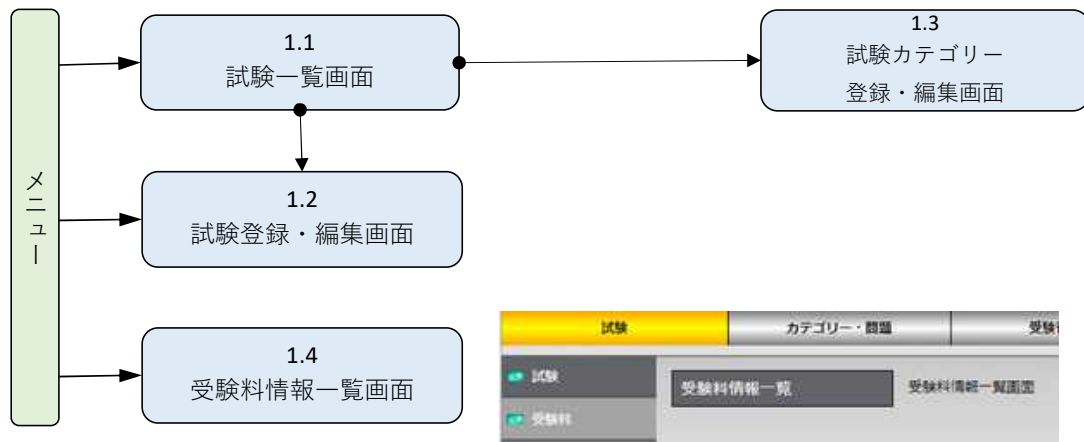 メニュー
1.1
試験一覧画面
1.3
試験カテゴリー
登録・編集画面
1.2
試験登録・編集画面
1.4
受験料情報一覧画面
試験
カテゴリー・問題
受験
試験
受験料情報一覧
受験料情報一覧画面
受験料